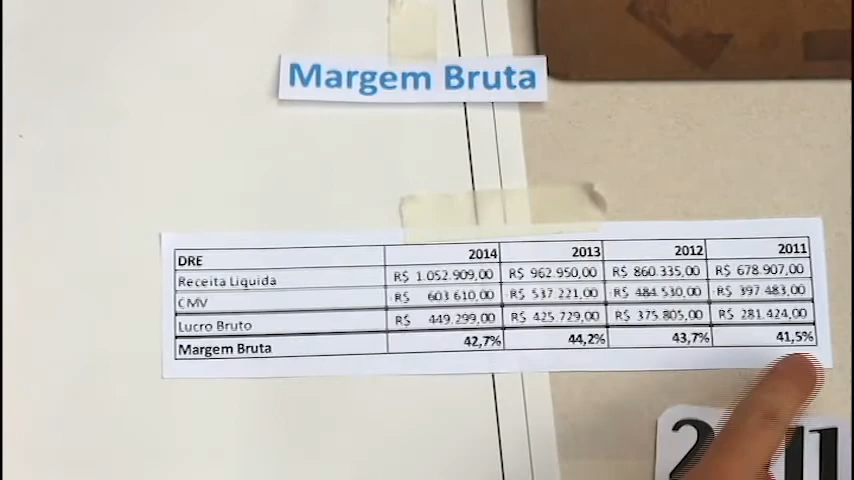 Margem Bruta
DRE 2014 2013 2012 2011
Receita Liquida R$ 1.052.909,00 R$ 962.950,00 R$ 860.335,00 R$ 678.907,00
CMV R$ 603.610,00 R$ 537.221,00 R$ 484.530,00 R$ 397.483,00
Lucro Bruto R$ 449.299,00 R$ 425.729,00 R$ 375.805,00 R$ 281.424,00
Margem Bruta 42,7% 44,2% 43,7% 41,5%